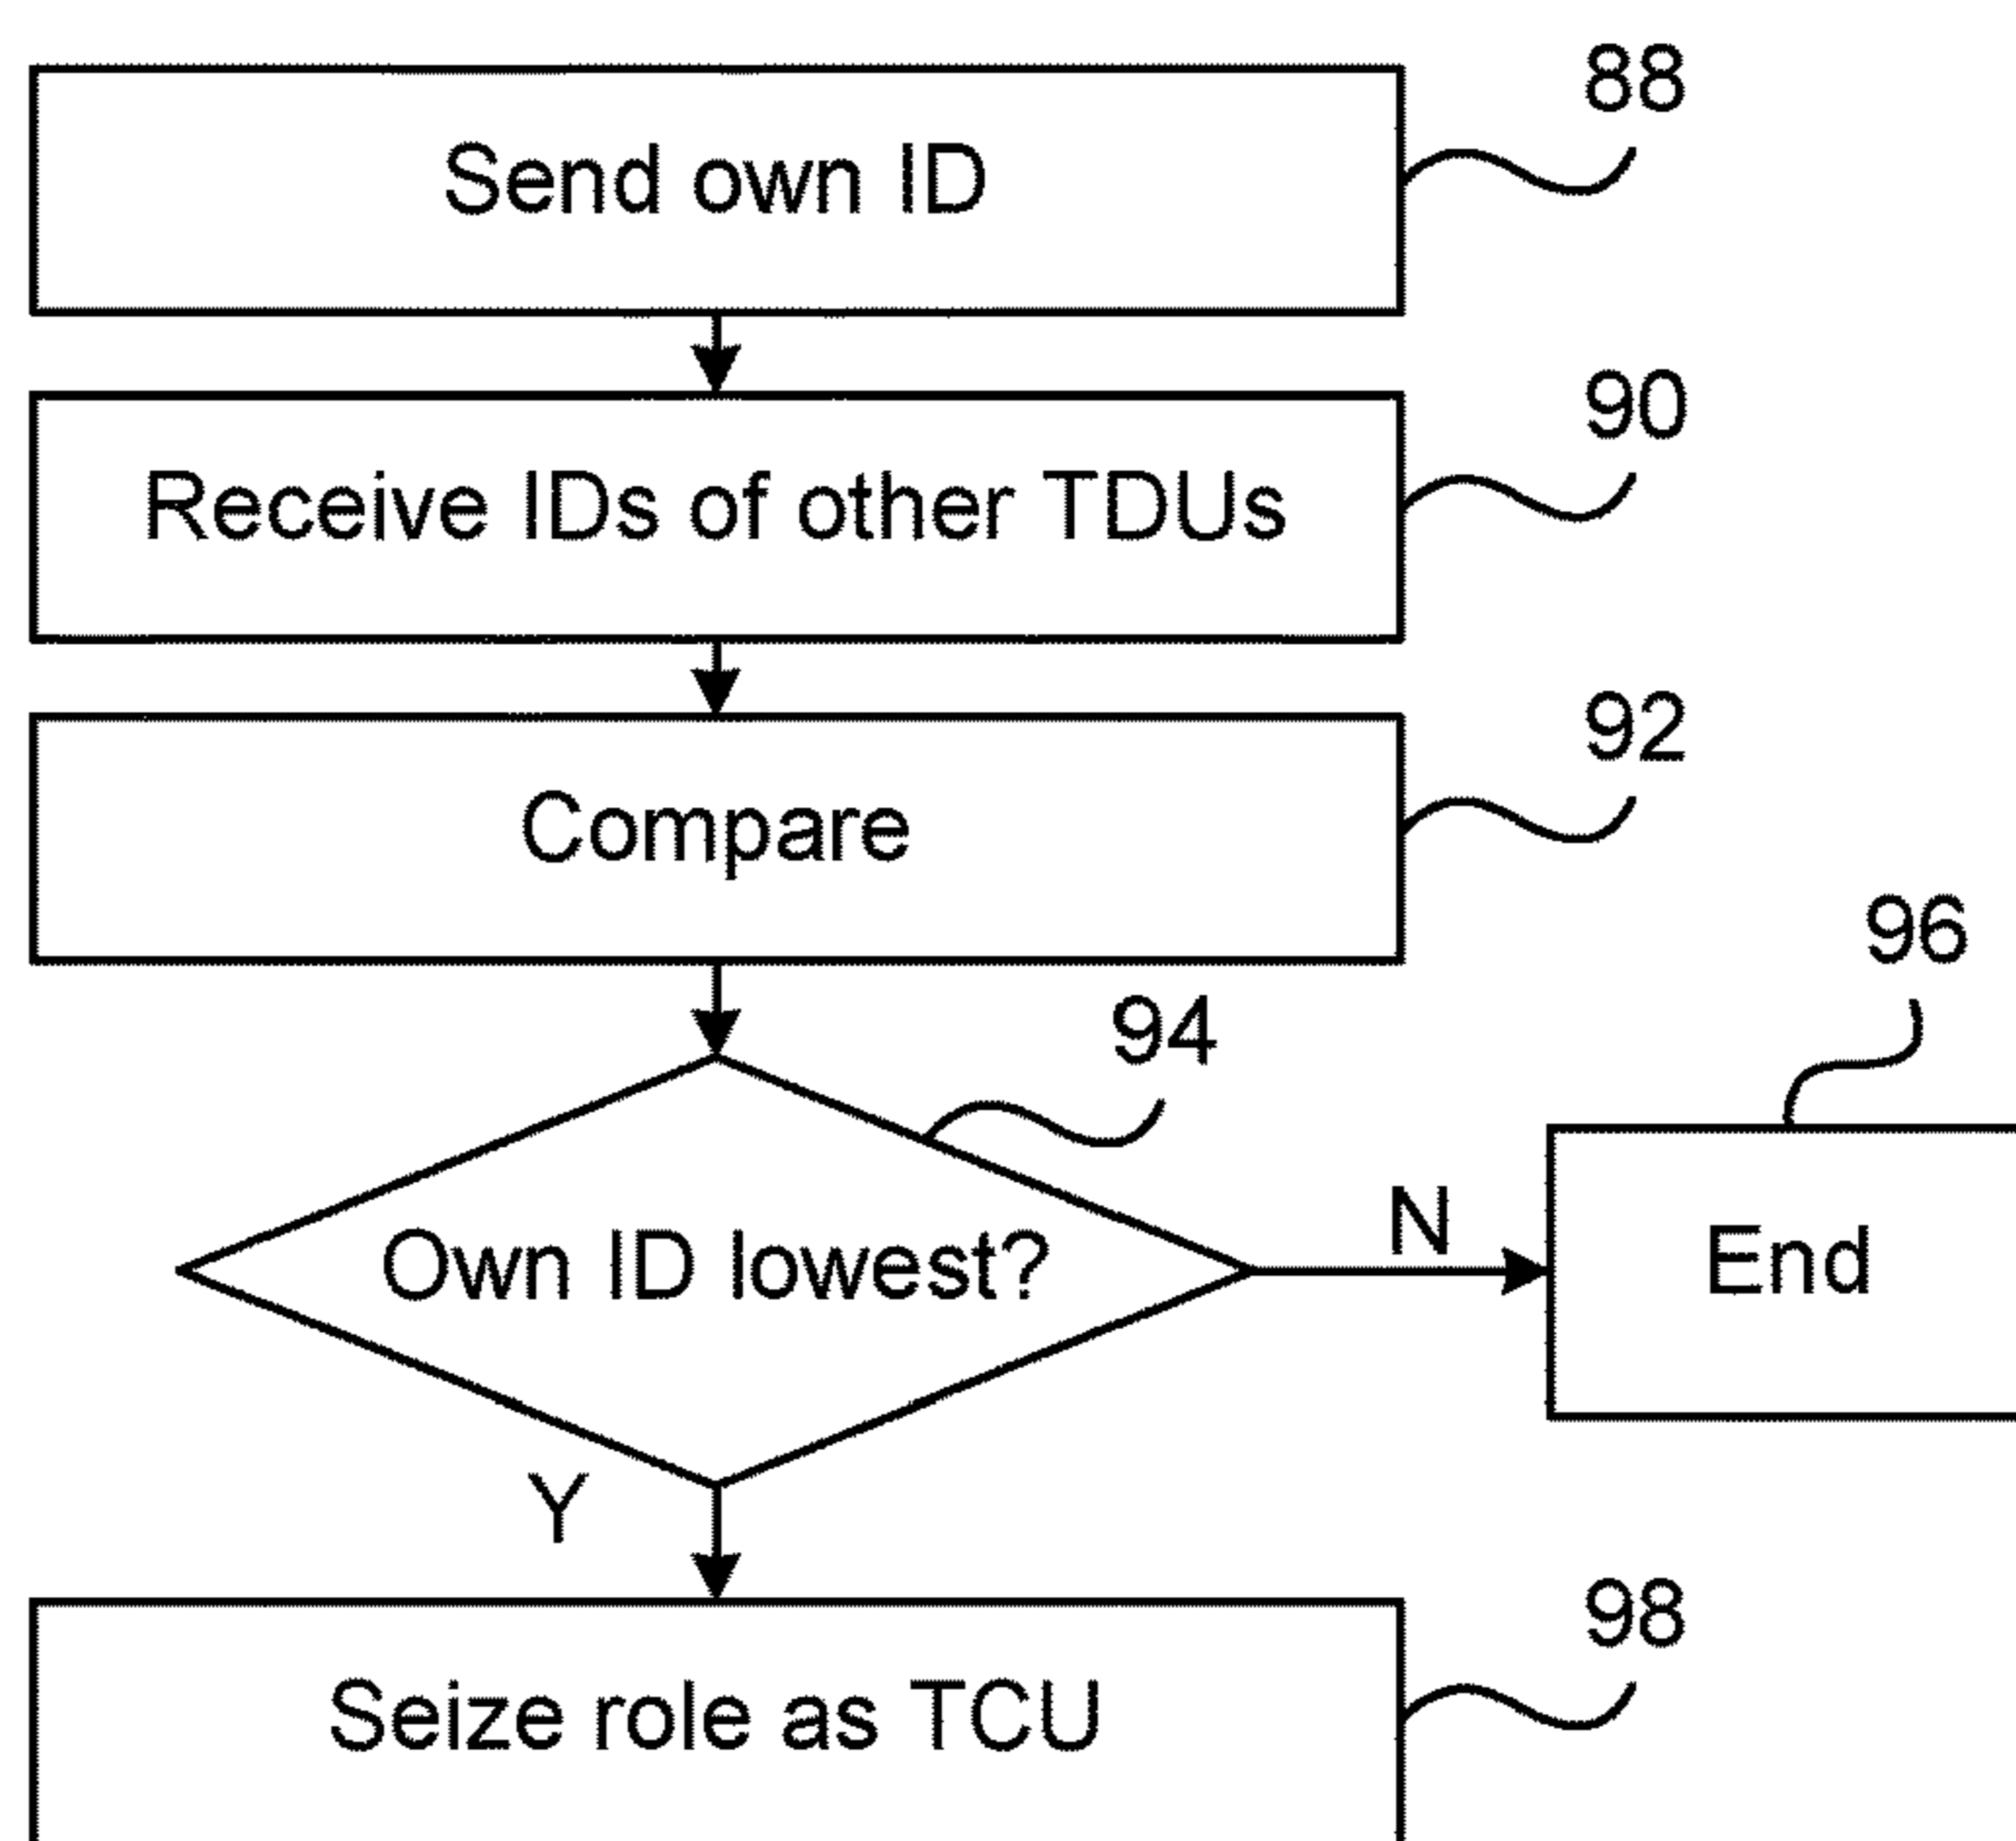 88
Send own ID
90
Receive IDs of other TDUs
92
Compare
96
94
N
Own ID lowest?
End
Y
98
Seize role as TCU